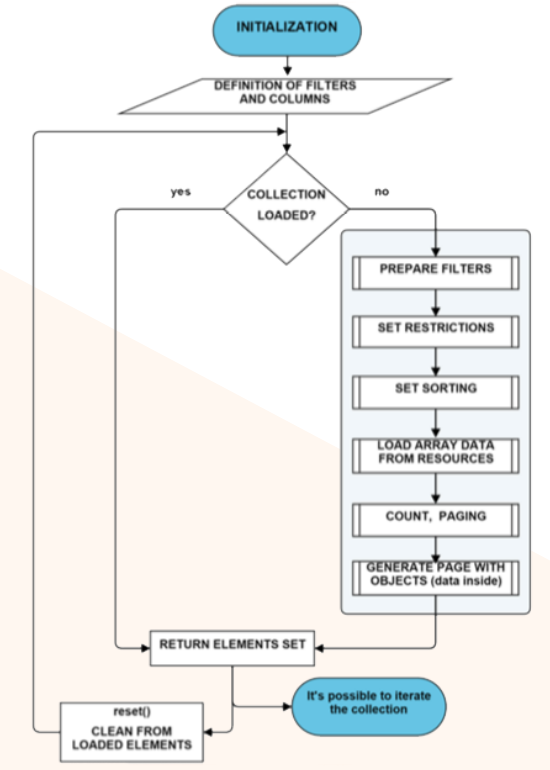 INITIALIZATION
DEFINITION OF FILTERS
AND COLUMNS
yes
COLLECTION
LOADED?
no
PREPARE FILTERS
SET RESTRICTIONS
SET SORTING
LOAD ARRAY DATA
FROM RESOURCES
COUNT, PAGING
GENERATE PAGE WITH
OBJECTS (data inside)
RETURN ELEMENTS SET
It's possible to iterate
the collection
reset()
CLEAN FROM
LOADED ELEMENTS